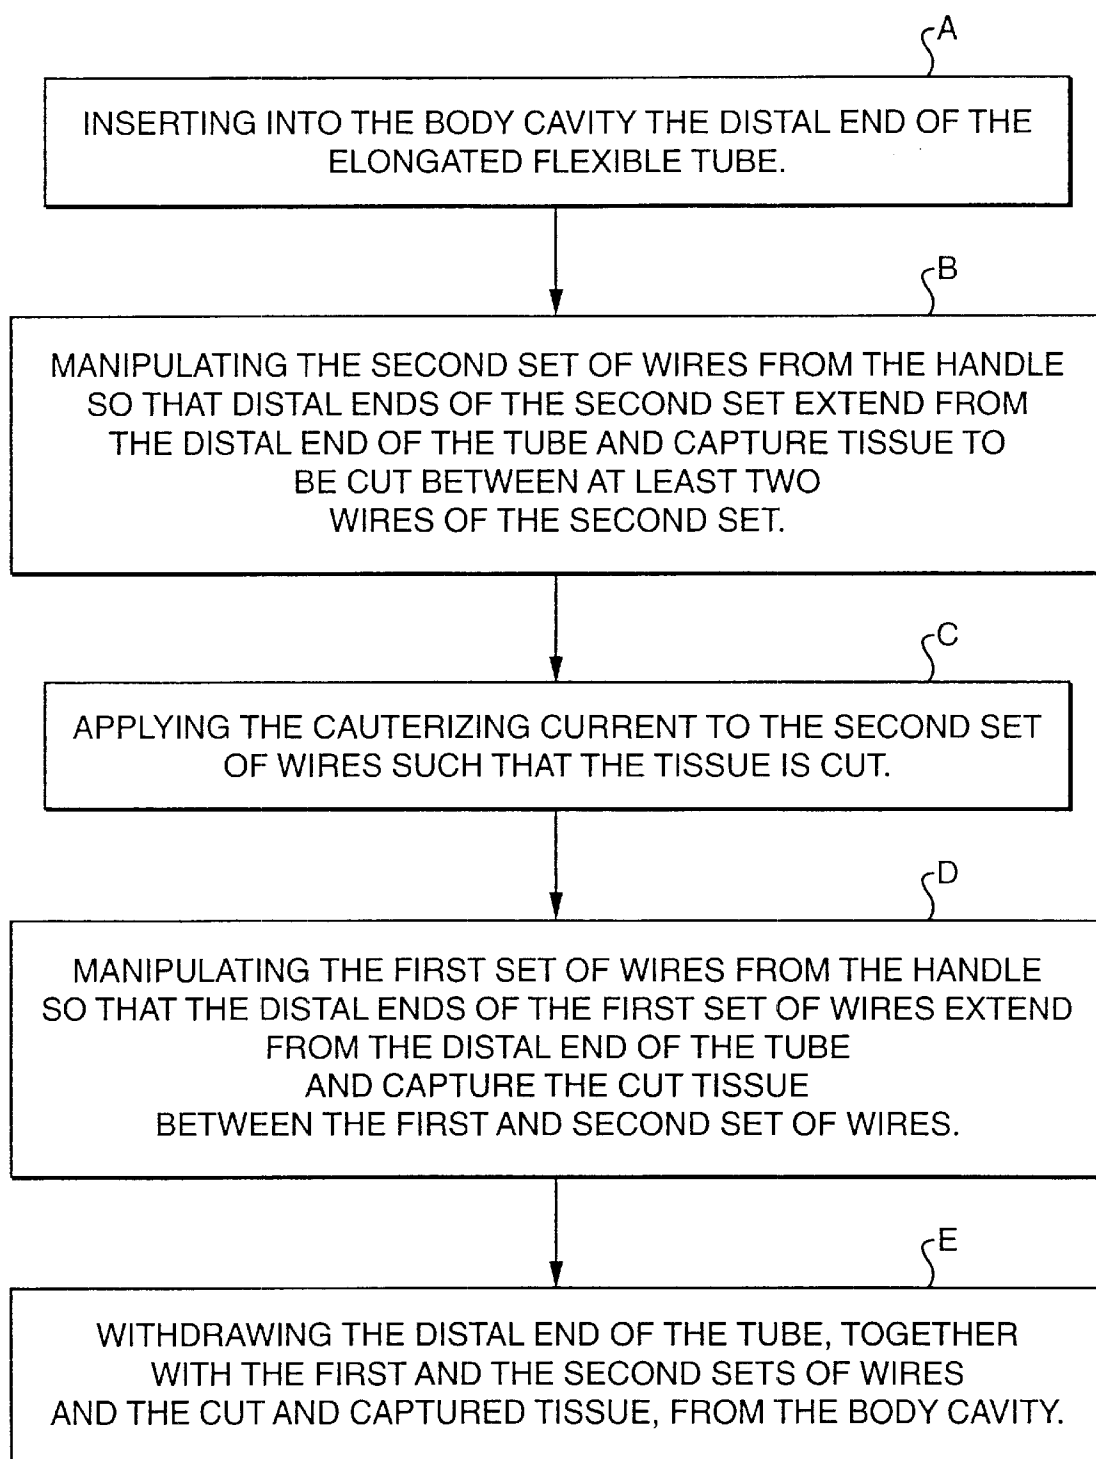 A
INSERTING INTO THE BODY CAVITY THE DISTAL END OF THE
ELONGATED FLEXIBLE TUBE.
B
MANIPULATING THE SECOND SET OF WIRES FROM THE HANDLE
SO THAT DISTAL ENDS OF THE SECOND SET EXTEND FROM
THE DISTAL END OF THE TUBE AND CAPTURE TISSUE TO
BE CUT BETWEEN AT LEAST TWO
WIRES OF THE SECOND SET.
C
APPLYING THE CAUTERIZING CURRENT TO THE SECOND SET
OF WIRES SUCH THAT THE TISSUE IS CUT.
D
MANIPULATING THE FIRST SET OF WIRES FROM THE HANDLE
SO THAT THE DISTAL ENDS OF THE FIRST SET OF WIRES EXTEND
FROM THE DISTAL END OF THE TUBE
AND CAPTURE THE CUT TISSUE
BETWEEN THE FIRST AND SECOND SET OF WIRES.
E
WITHDRAWING THE DISTAL END OF THE TUBE, TOGETHER
WITH THE FIRST AND THE SECOND SETS OF WIRES
AND THE CUT AND CAPTURED TISSUE, FROM THE BODY CAVITY.